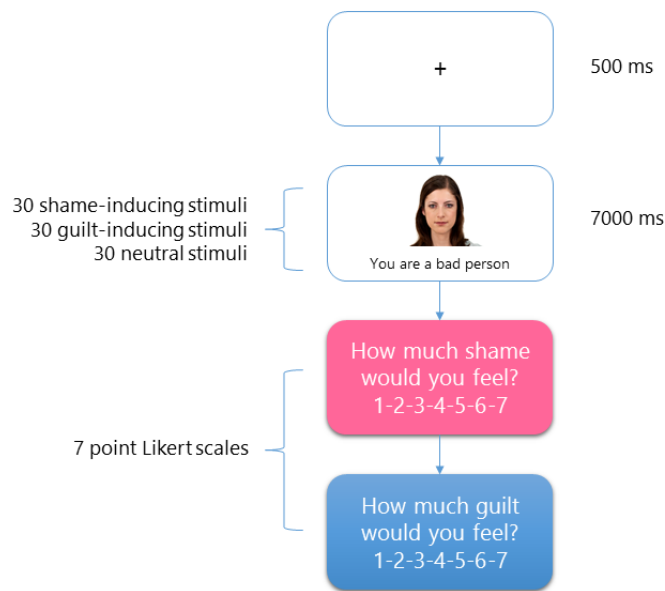 +
500 ms
30 shame-inducing stimuli
30 guilt-inducing stimuli
30 neutral stimuli
7000 ms
You are a bad person
How much shame
would you feel?
1-2-3-4-5-6-7
7 point Likert scales
How much guilt
would you feel?
1-2-3-4-5-6-7